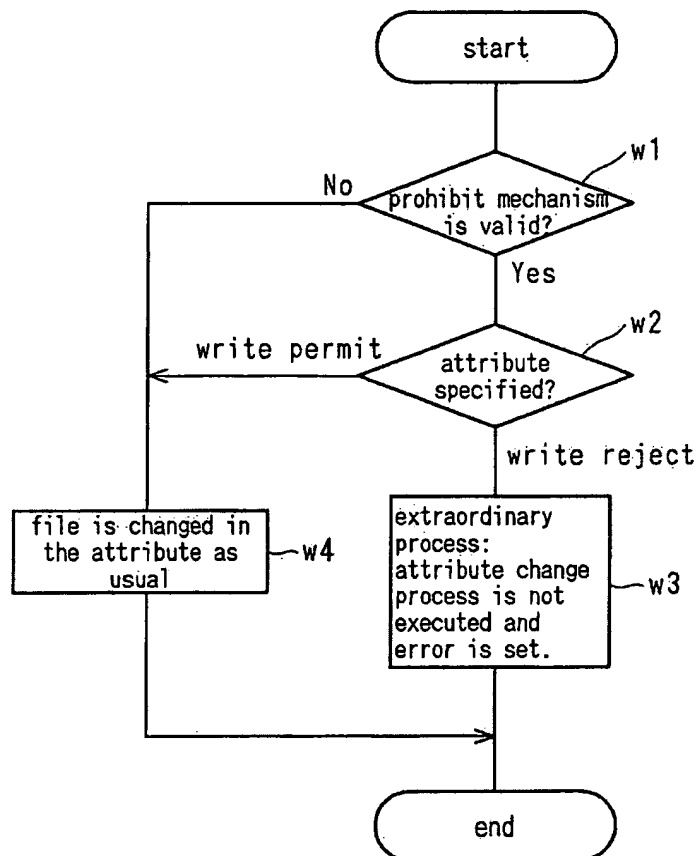 start
w1
No
prohibit mechanism
is valid?
Yes
w2
write permit
attribute
specified?
write reject
file is changed in
the attribute as
usual
w4
extraordinary
process:
attribute change
process is not
executed and
error is set.
w3
end